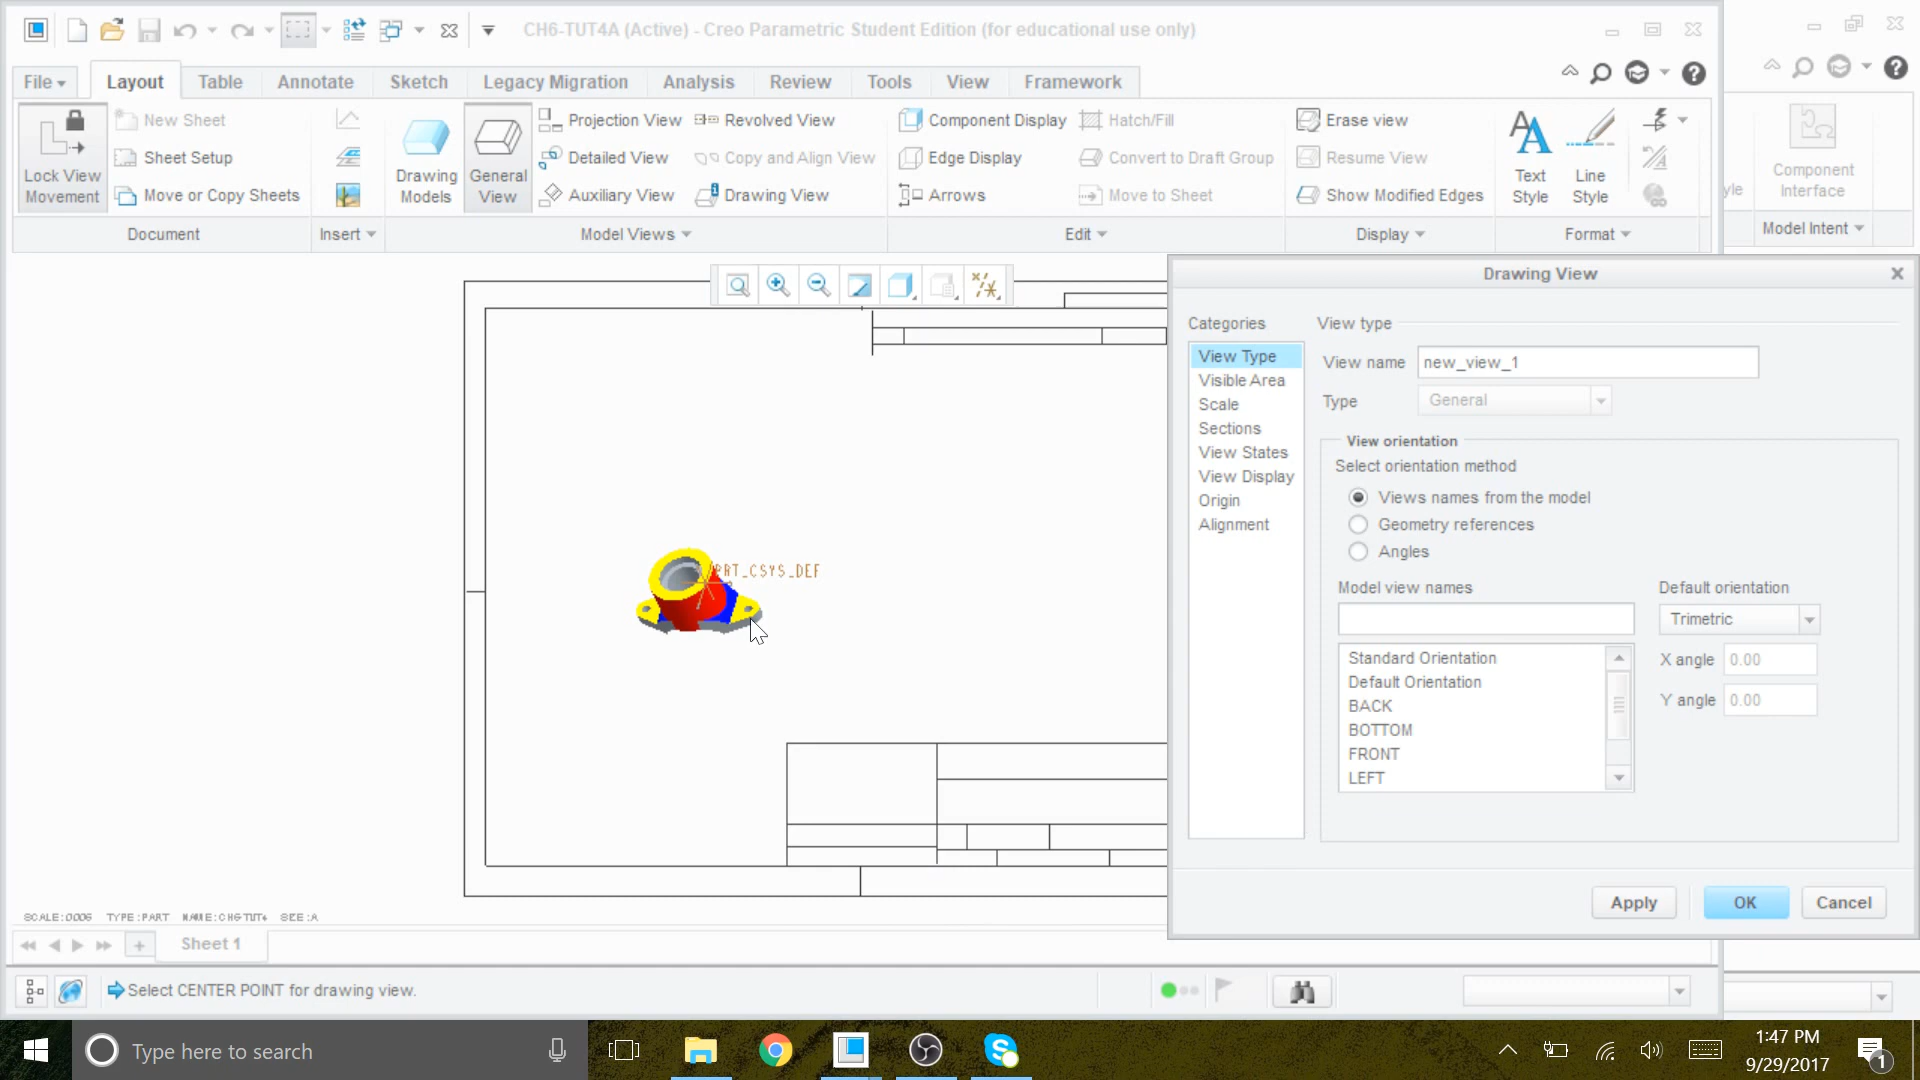 CH6-TUT4A (Active) - Creo Parametric Student Edition (for educational use only)
File Layout Table Annotate Sketch Legacy Migration Analysis Review Tools View Framework
Lock View Movement
New Sheet
Sheet Setup
Move or Copy Sheets
Document
Insert
Drawing Models
General View
Projection View
Detailed View
Auxiliary View
Revolved View
Copy and Align View
Drawing View
Model Views
Component Display
Edge Display
Arrows
Hatch/Fill
Convert to Draft Group
Move to Sheet
Edit
Erase view
Resume View
Show Modified Edges
Display
Text Style
Line Style
Format
Component Interface
Model Intent
Drawing View
Categories
View Type
Visible Area
Scale
Sections
View States
View Display
Origin
Alignment
View type
View name new_view_1
Type General
View orientation
Select orientation method
Views names from the model
Geometry references
Angles
Model view names
Standard Orientation
Default Orientation
BACK
BOTTOM
FRONT
LEFT
Default orientation
Trimetric
X angle 0.00
Y angle 0.00
Apply OK Cancel
PRT_CSYS_DEF
TYPE:PART
Sheet 1
Select CENTER POINT for drawing view.
Type here to search
1:47 PM
9/29/2017
1